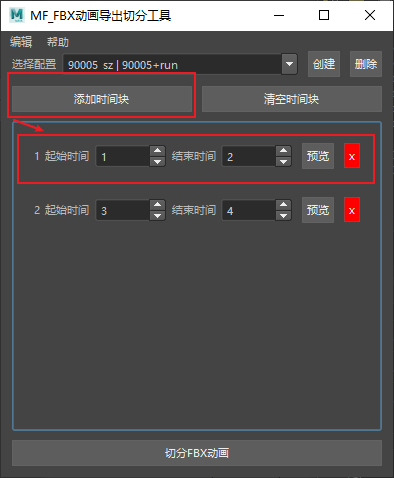 MF_FBX动画导出切分工具
编辑 帮助
选择配置 90005_sz | 90005+run 创建 删除
添加时间块 清空时间块
1 起始时间 1 结束时间 2 预览 x
2 起始时间 3 结束时间 4 预览 x
切分FBX动画